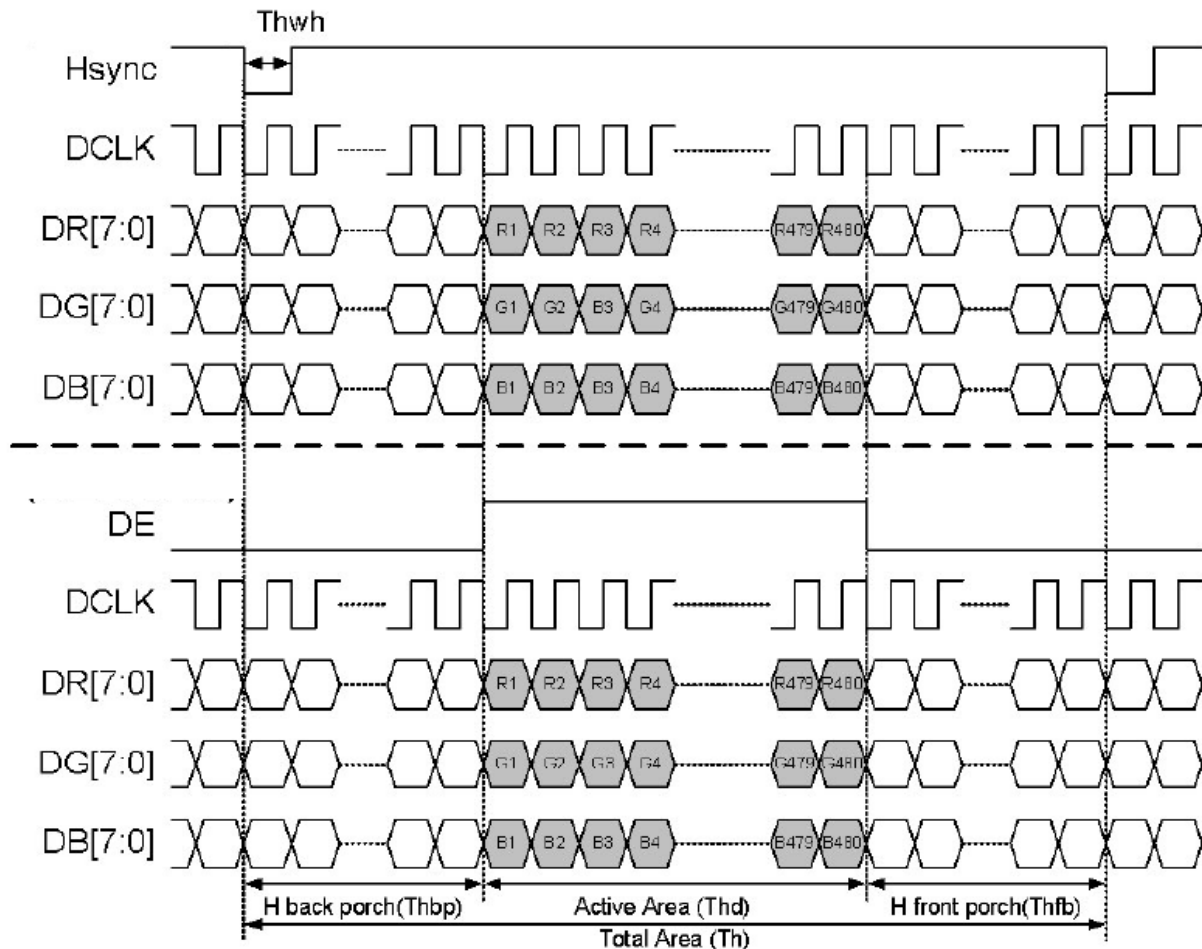 Thwh
Hsync
DCLK
DR[7:0] R1 R2 R3 R4 R479 R480
DG[7:0] G1 G2 B3 G4 G479 G480
DB[7:0] B1 B2 B3 B4 B479 B480
DE
DCLK
DR[7:0] R1 R2 R3 R4 R479 R480
DG[7:0] G1 G2 G3 G4 G479 G480
DB[7:0] B1 B2 B3 B4 B479 B480
H back porch(Thbp) Active Area (Thd) H front porch(Thfb)
Total Area (Th)